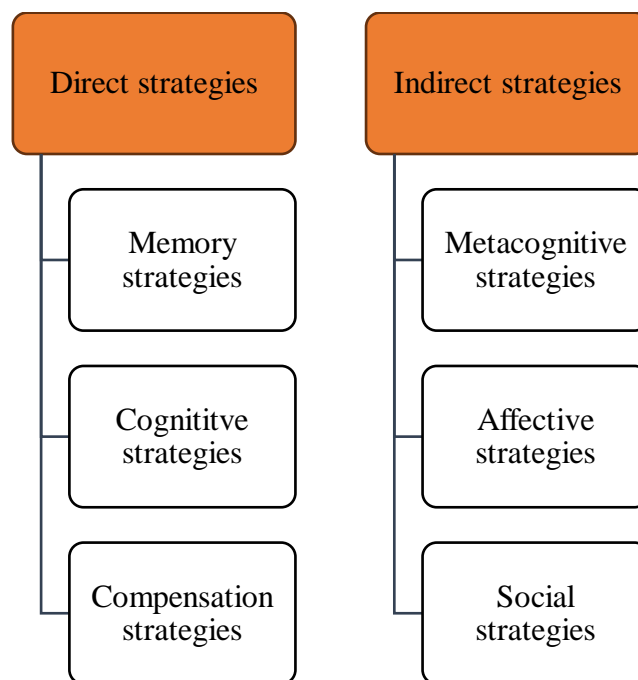 Direct strategies
Memory
strategies
Cognititve
strategies
Compensation
strategies
Indirect strategies
Metacognitive
strategies
Affective
strategies
Social
strategies